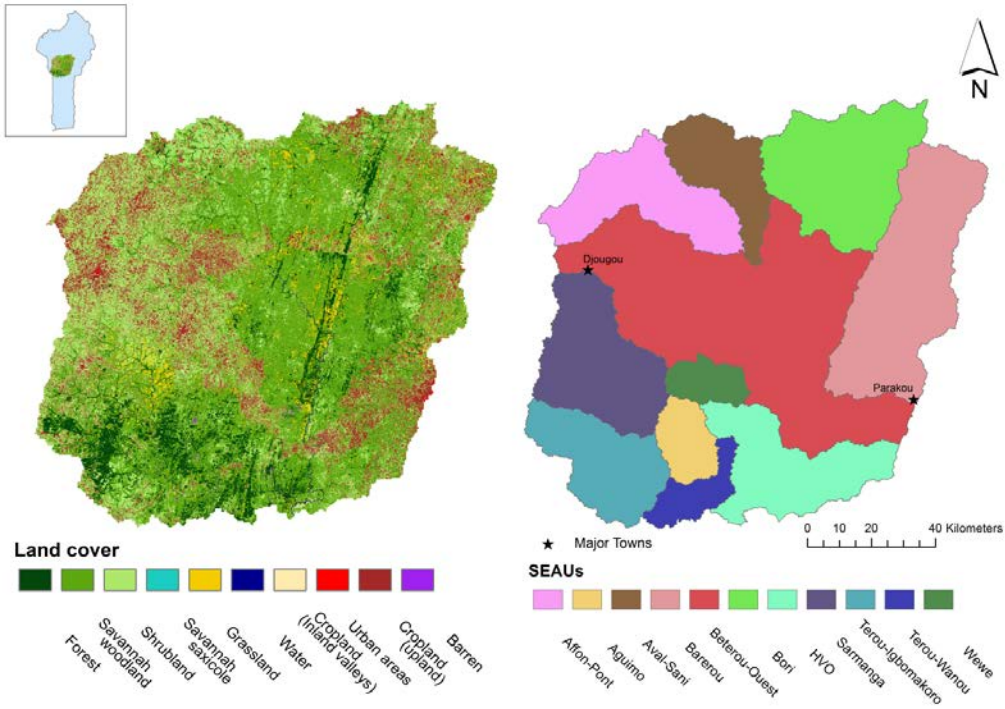 N
Djougou
Parakou
0 10 20 40 Kilometers
Major Towns
Land cover
Forest
Savannah
woodland
Shrubland
Savannah
saxicole
Grassland
Water
Cropland
(Inland valleys)
Urban areas
Cropland
(upland)
Barren
SEAUs
Affon-Pont
Aguimo
Aval-Sani
Barerou
Beterou-Ouest
Bori
HVO
Sarmanga
Terou-Igbomakoro
Terou-Wanou
Wewe